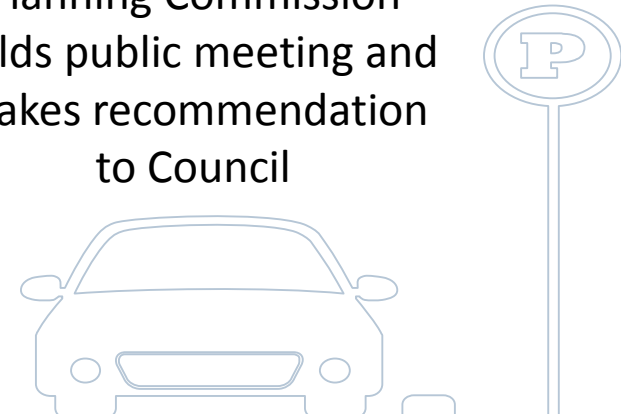 lanning Commission
lds public meeting and
akes recommendation
to Council
P